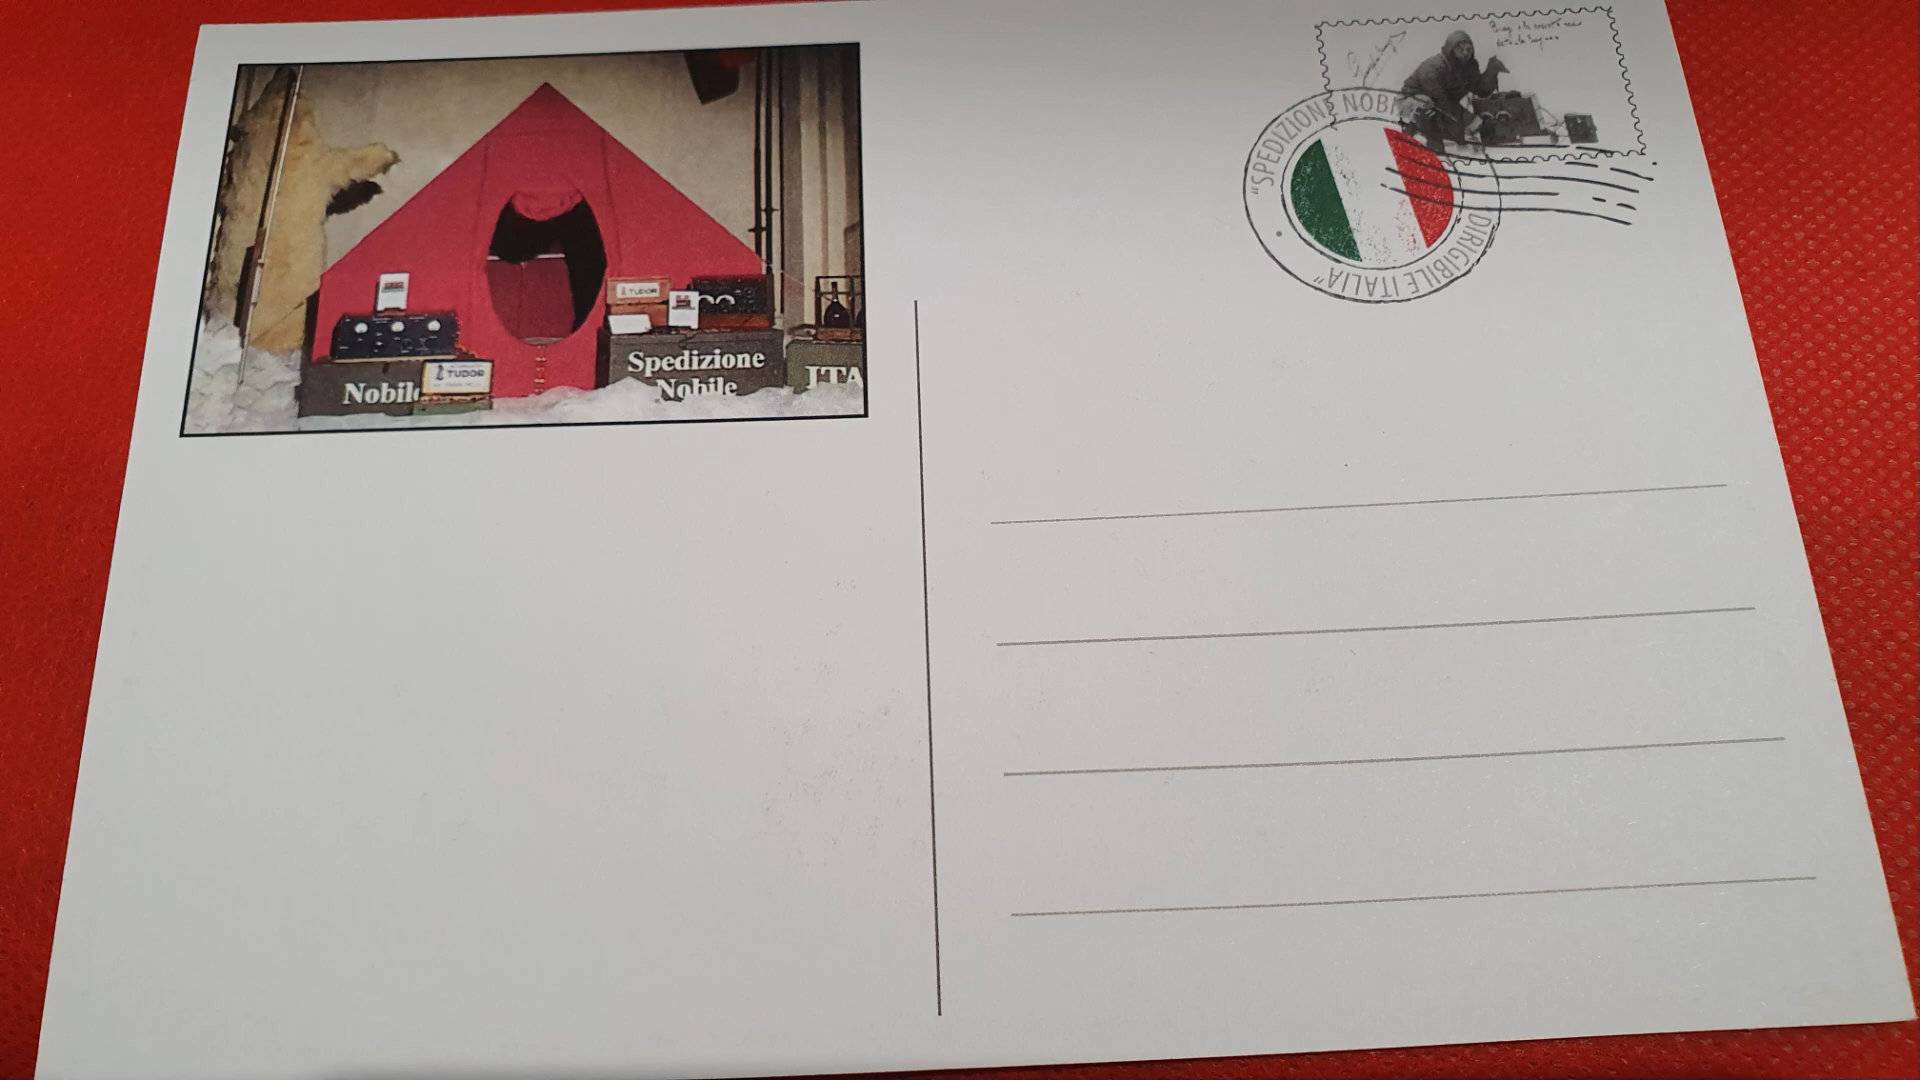 TUDOR
TUDOR
Nobile
Spedizione
Nobile
ITA
"SPEDIZIONE NOBI
DIRIGIBILE ITALIA"